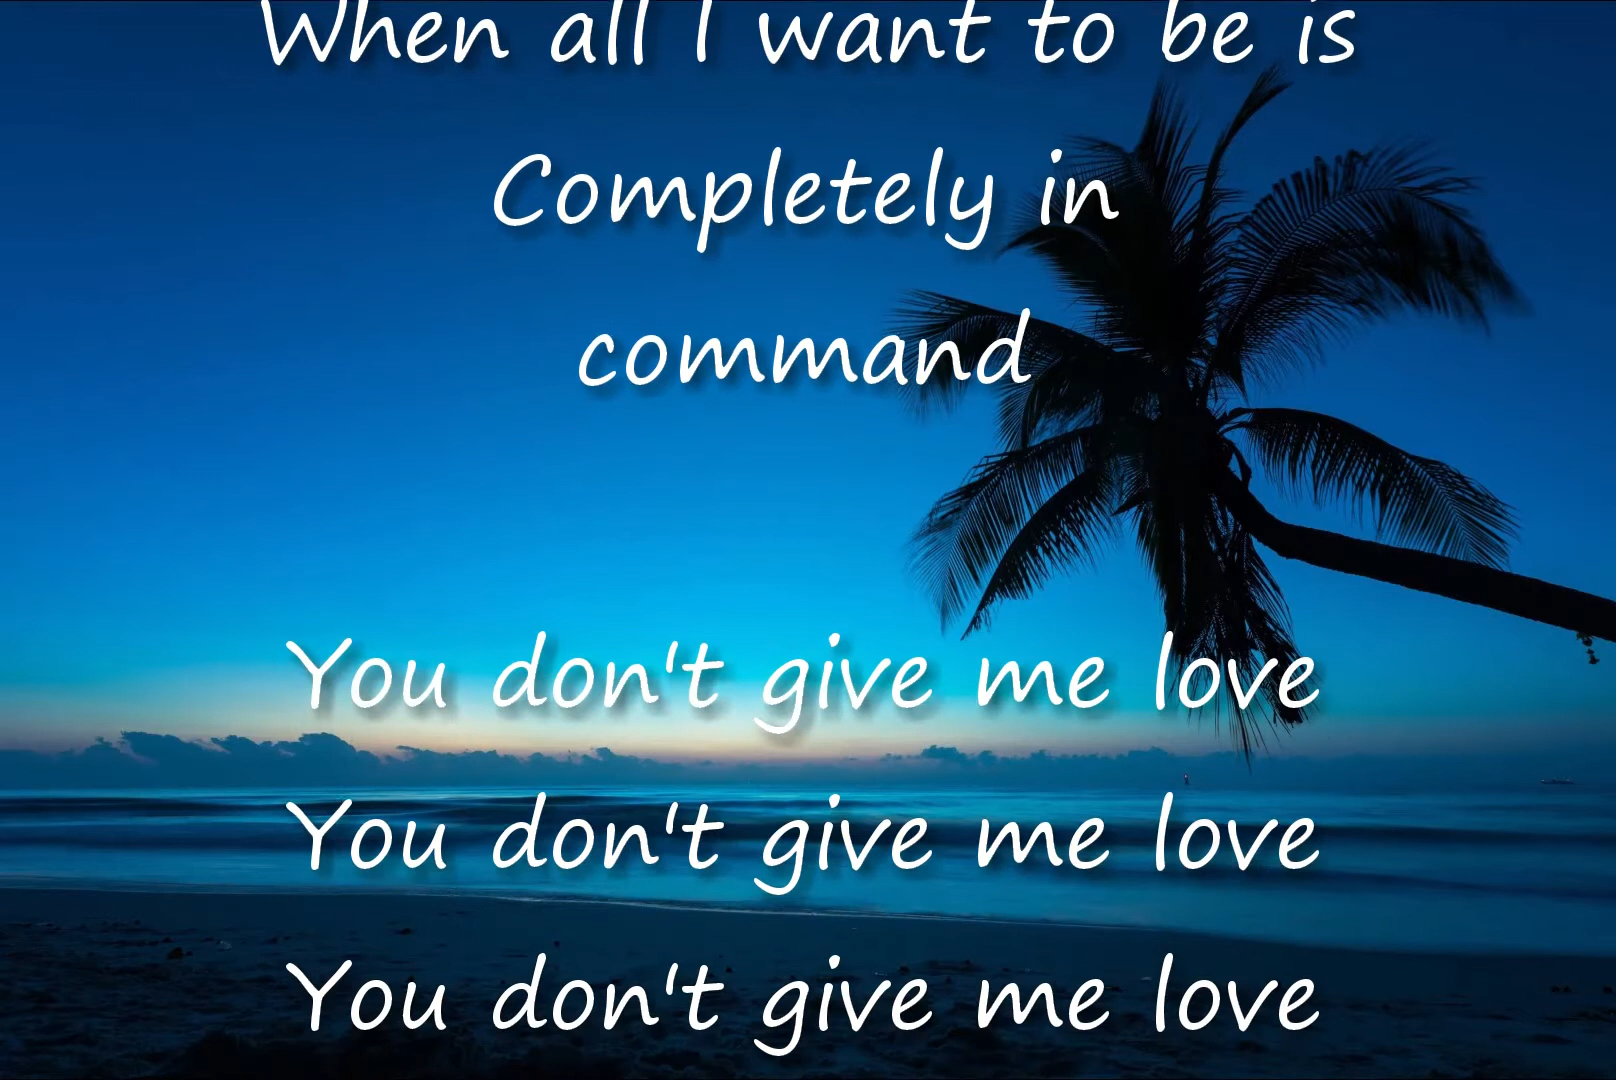 When all I want to be is
Completely in
command
You don't give me love
You don't give me love
You don't give me love